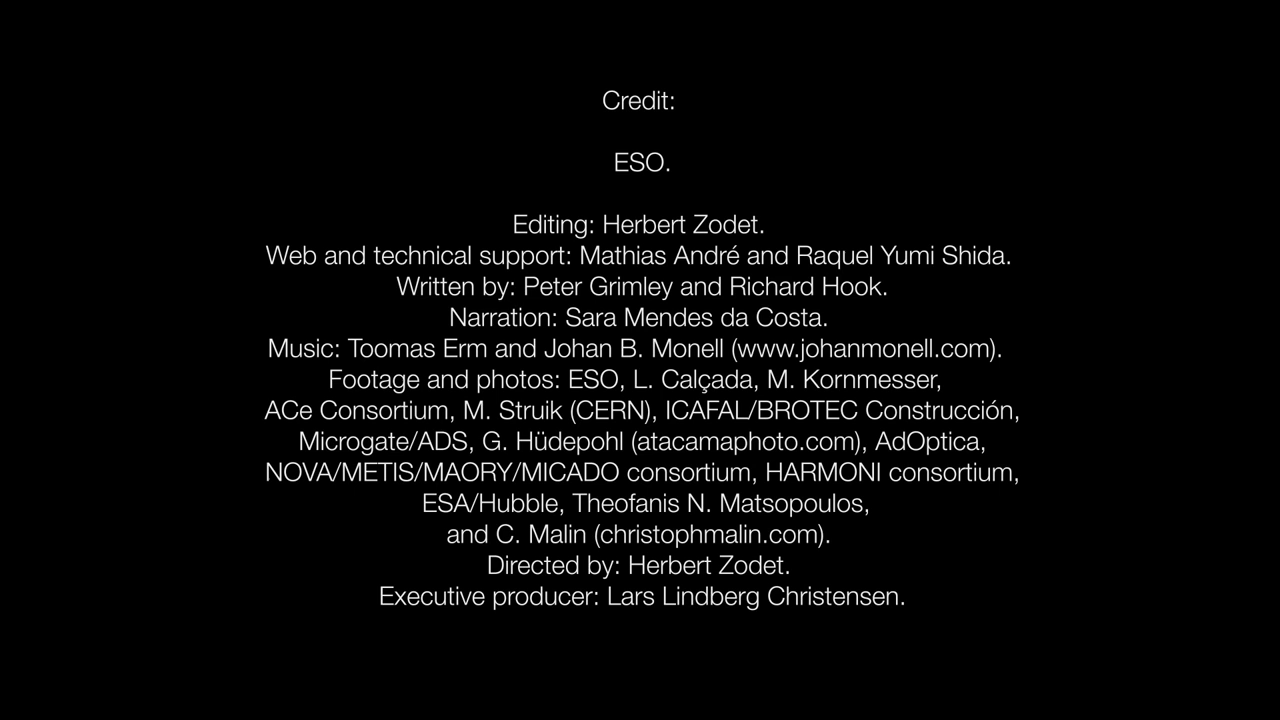 Credit:
ESO.
Editing: Herbert Zodet.
Web and technical support: Mathias André and Raquel Yumi Shida.
Written by: Peter Grimley and Richard Hook.
Narration: Sara Mendes da Costa.
Music: Toomas Erm and Johan B. Monell (www.johanmonell.com).
Footage and photos: ESO, L. Calçada, M. Kornmesser,
ACe Consortium, M. Struik (CERN), ICAFAL/BROTEC Construcción,
Microgate/ADS, G. Hüdepohl (atacamaphoto.com), AdOptica,
NOVA/METIS/MAORY/MICADO consortium, HARMONI consortium,
ESA/Hubble, Theofanis N. Matsopoulos,
and C. Malin (christophmalin.com).
Directed by: Herbert Zodet.
Executive producer: Lars Lindberg Christensen.